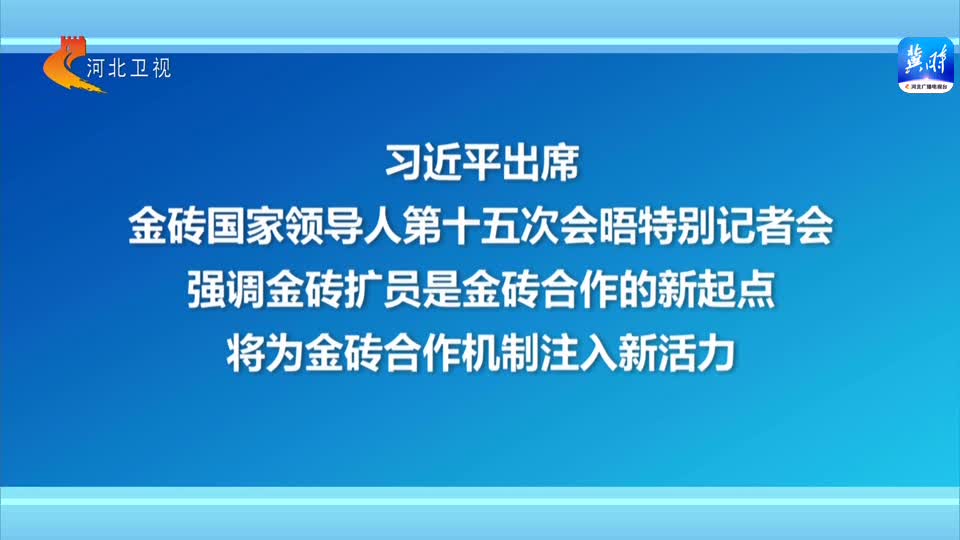 河北卫视
冀时
河北广播电视台
习近平出席
金砖国家领导人第十五次会晤特别记者会
强调金砖扩员是金砖合作的新起点
将为金砖合作机制注入新活力